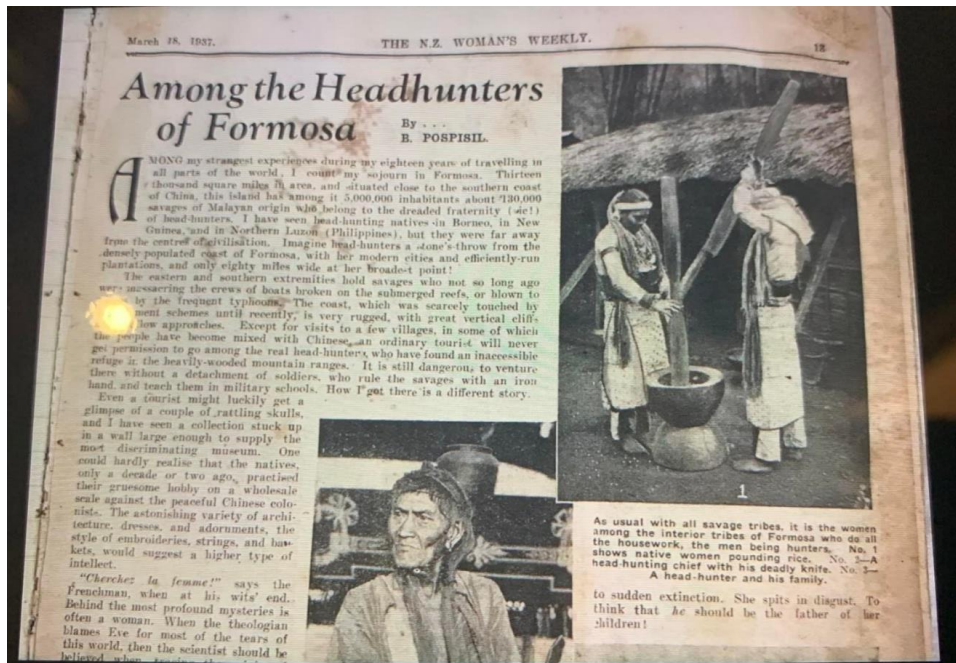 March 18, 1937.
THE N.Z. WOMAN'S WEEKLY.
13
Among the Headhunters
of Formosa
By . . .
B. POSPISIL.
AMONG my strangest experiences during my eighteen years of travelling in
all parts of the world, I count my sojourn in Formosa. Thirteen
thousand square miles in area, and situated close to the southern coast
of China, this island has among it 5,000,000 inhabitants about 130,000
savages of Malayan origin who belong to the dreaded fraternity (sic!)
of head-hunters. I have seen head-hunting natives in Borneo, in New
Guinea, and in Northern Luzon (Philippines), but they were far away
from the centres of civilisation. Imagine head-hunters a stone's-throw from the
densely populated coast of Formosa, with her modern cities and efficiently-run
plantations, and only eighty miles wide at her broadest point!
The eastern and southern extremities hold savages who not so long ago
were massacring the crews of boats broken on the submerged reefs, or blown to
by the frequent typhoons. The coast, which was scarcely touched by
ment schemes until recently, is very rugged, with great vertical cliffs,
low approaches. Except for visits to a few villages, in some of which
the people have become mixed with Chinese, an ordinary tourist will never
get permission to go among the real head-hunters, who have found an inaccessible
refuge in the heavily-wooded mountain ranges. It is still dangerous to venture
there without a detachment of soldiers, who rule the savages with an iron
hand, and teach them in military schools. How I got there is a different story.
Even a tourist might luckily get a
glimpse of a couple of rattling skulls,
and I have seen a collection stuck up
in a wall large enough to supply the
most discriminating museum. One
could hardly realise that the natives,
only a decade or two ago, practised
their gruesome hobby on a wholesale
scale against the peaceful Chinese colo-
nists. The astonishing variety of archi-
tecture, dresses, and adornments, the
style of embroideries, strings, and bas-
kets, would suggest a higher type of
intellect.
"Cherchez la femme!" says the
Frenchman, when at his wits' end.
Behind the most profound mysteries is
often a woman. When the theologian
blames Eve for most of the tears of
this world, then the scientist should be
believed when tracing the
1
As usual with all savage tribes, it is the women
among the interior tribes of Formosa who do all
the housework, the men being hunters. No. 1
shows native women pounding rice. No. 2—A
head-hunting chief with his deadly knife. No. 3—
A head-hunter and his family.
to sudden extinction. She spits in disgust. To
think that he should be the father of her
children!